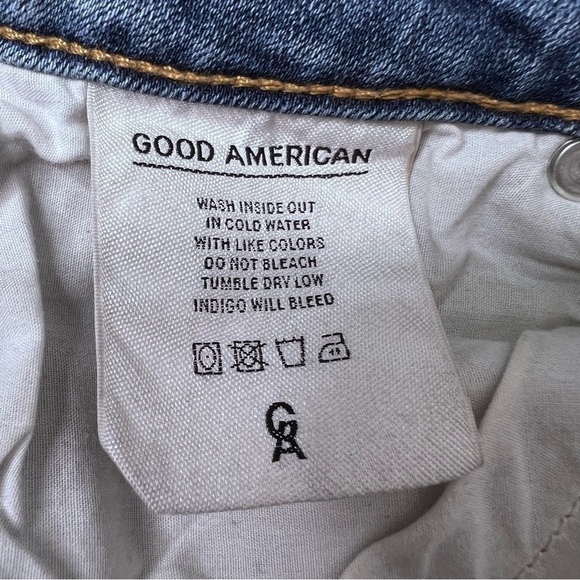 GOOD AMERICAN
WASH INSIDE OUT
IN COLD WATER
WITH LIKE COLORS
DO NOT BLEACH
TUMBLE DRY LOW
INDIGO WILL BLEED
GA